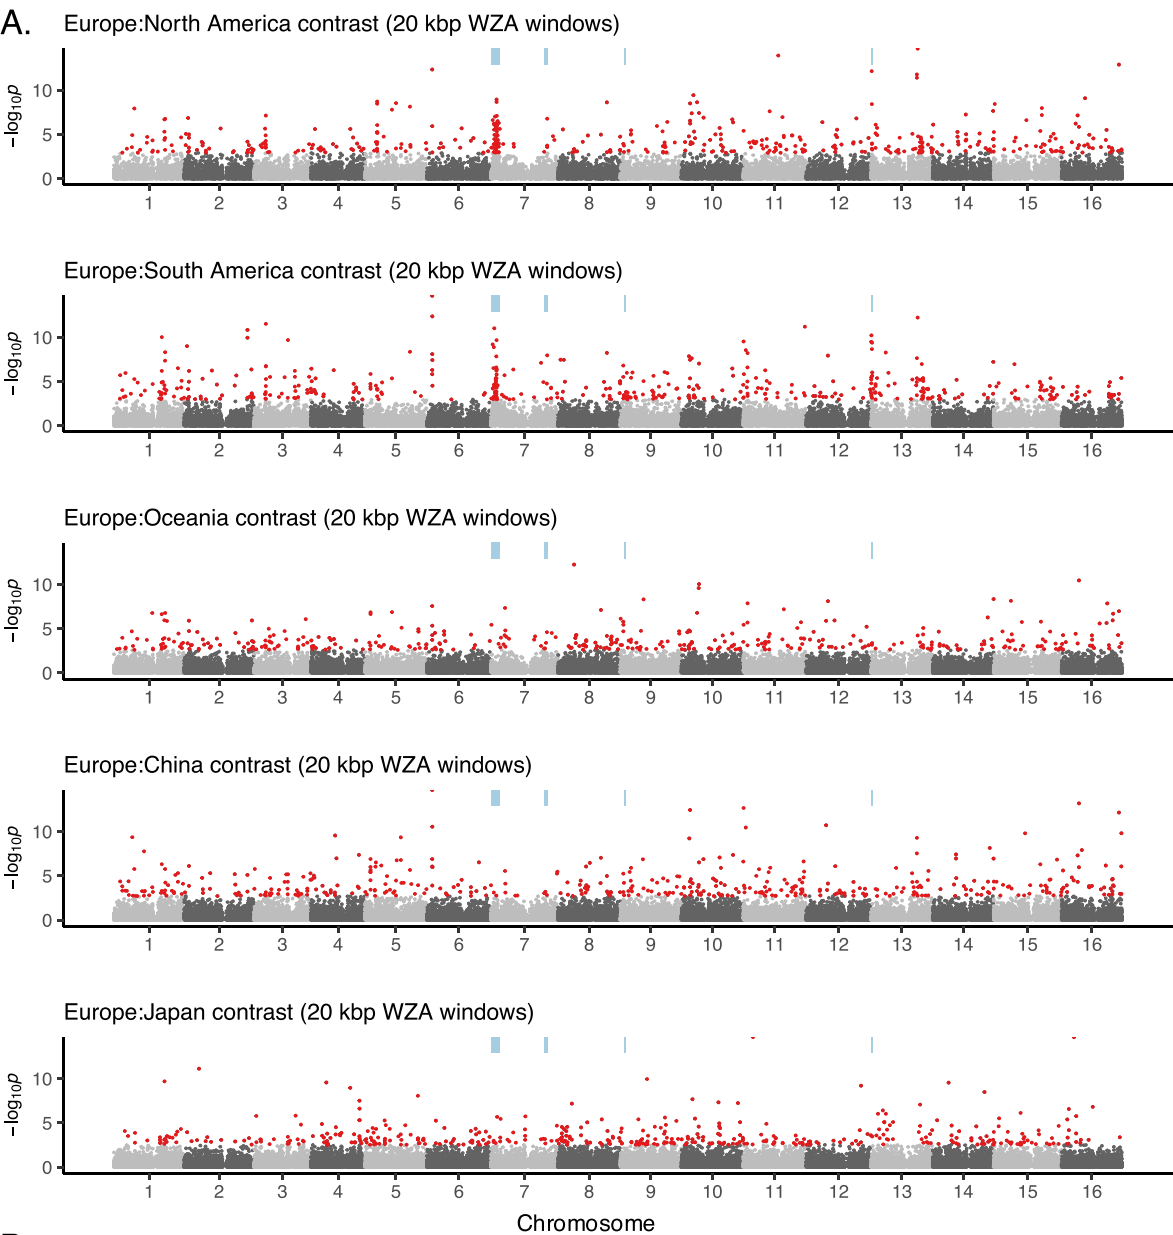 A.
Europe:North America contrast (20 kbp WZA windows)
−log10p
10
5
0
1 2 3 4 5 6 7 8 9 10 11 12 13 14 15 16
Europe:South America contrast (20 kbp WZA windows)
−log10p
10
5
0
1 2 3 4 5 6 7 8 9 10 11 12 13 14 15 16
Europe:Oceania contrast (20 kbp WZA windows)
−log10p
10
5
0
1 2 3 4 5 6 7 8 9 10 11 12 13 14 15 16
Europe:China contrast (20 kbp WZA windows)
−log10p
10
5
0
1 2 3 4 5 6 7 8 9 10 11 12 13 14 15 16
Europe:Japan contrast (20 kbp WZA windows)
−log10p
10
5
0
1 2 3 4 5 6 7 8 9 10 11 12 13 14 15 16
Chromosome